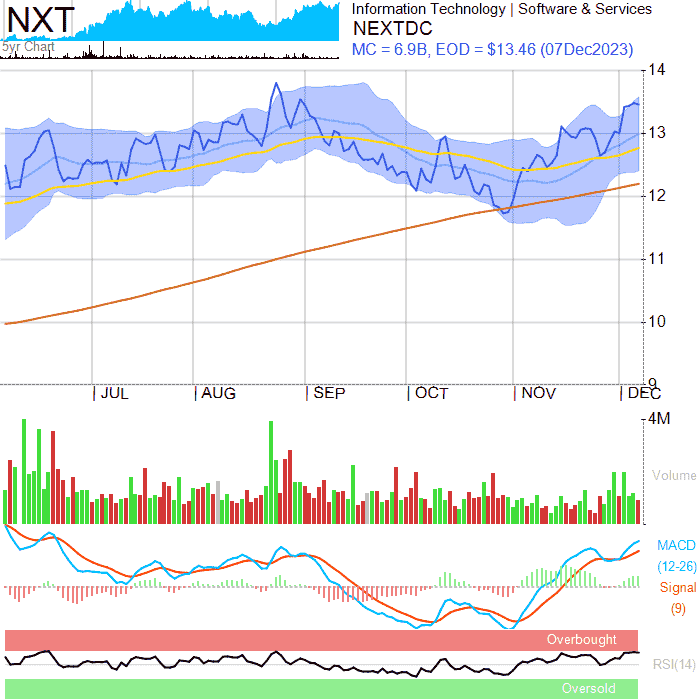 NXT
5yr Chart
Information Technology | Software & Services
NEXTDC
MC = 6.9B, EOD = $13.46 (07Dec2023)
14
13
12
11
10
9
JUL AUG SEP OCT NOV DEC
4M
Volume
MACD
(12-26)
Signal
(9)
Overbought
RSI(14)
Oversold